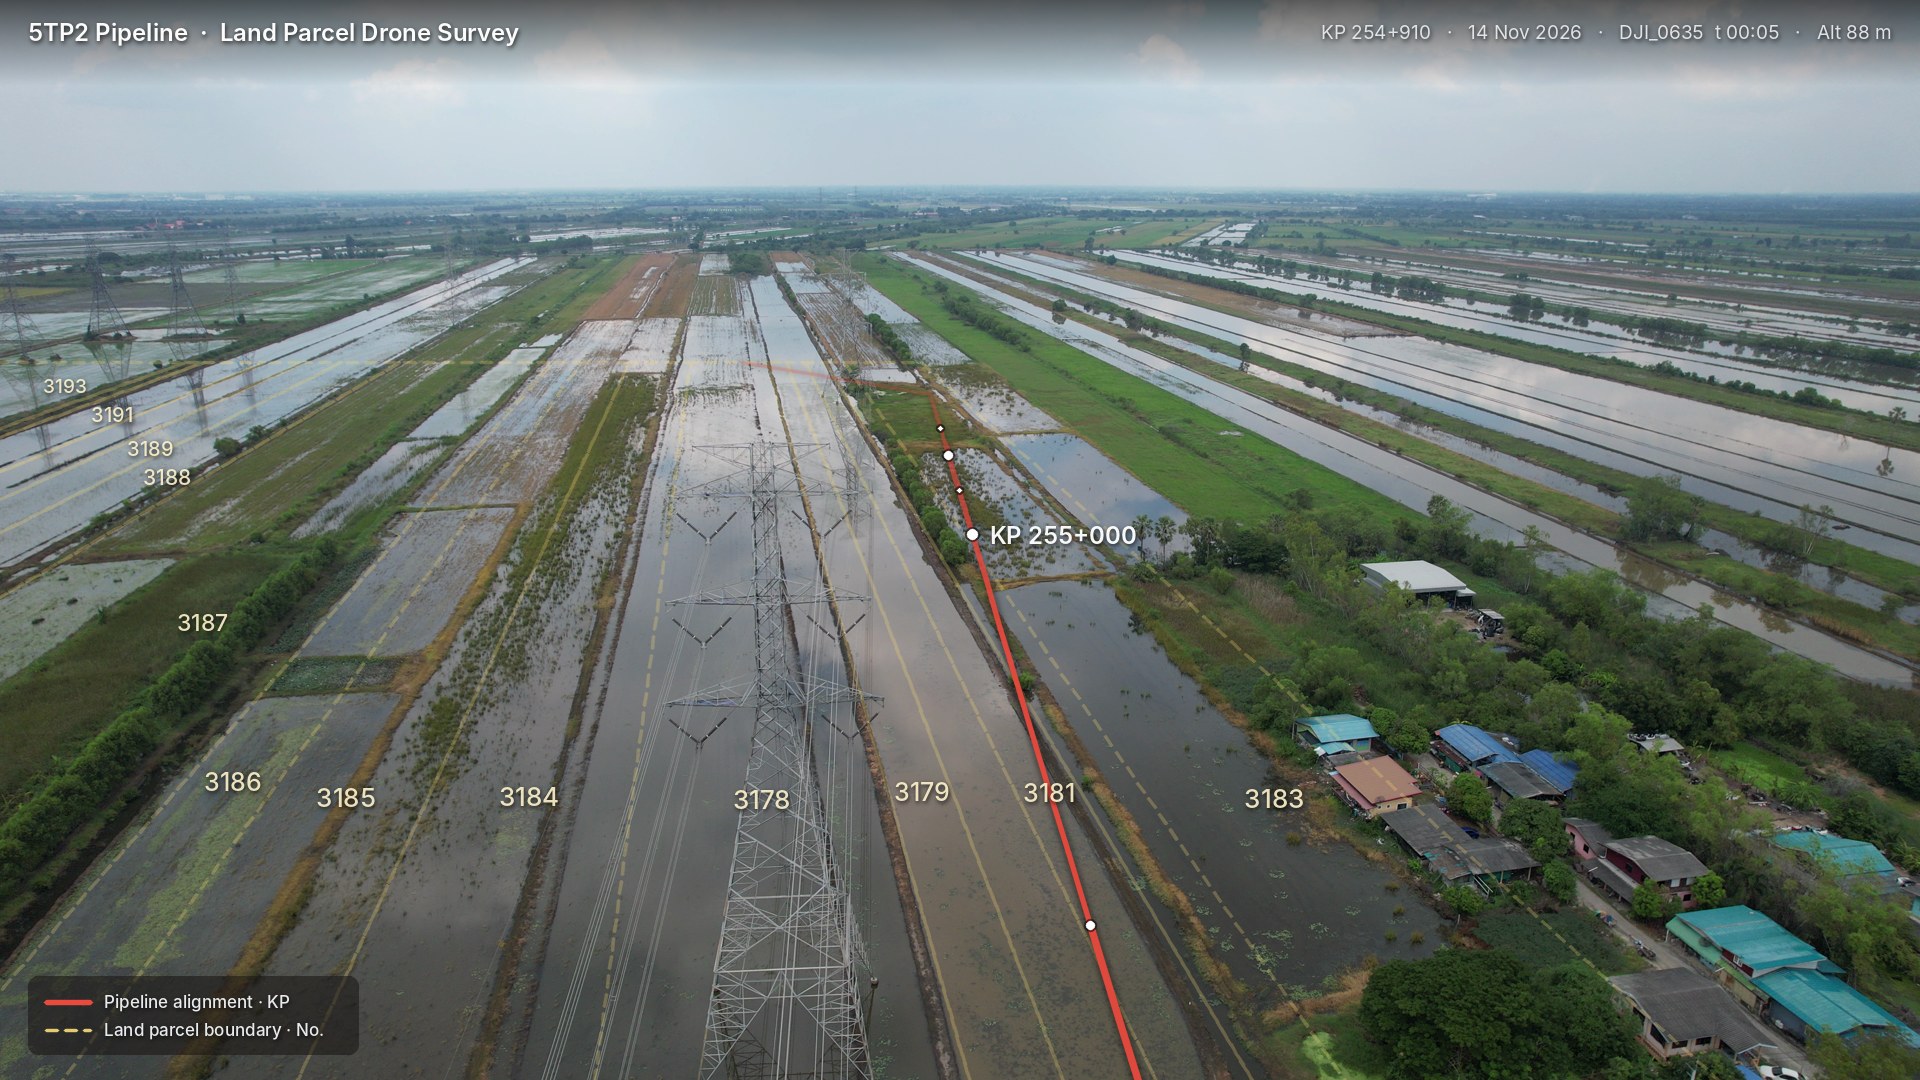 5TP2 Pipeline · Land Parcel Drone Survey
KP 254+910 · 14 Nov 2026 · DJI_0635 t 00:05 · Alt 88 m
3193
3191
3189
3188
KP 255+000
3187
3186
3185
3184
3178
3179
3181
3183
Pipeline alignment · KP
Land parcel boundary · No.